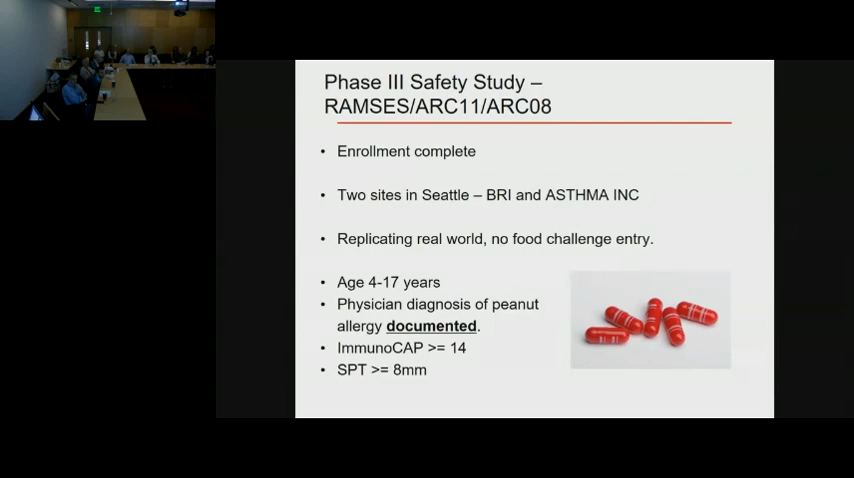 Phase III Safety Study –
RAMSES/ARC11/ARC08
• Enrollment complete
• Two sites in Seattle – BRI and ASTHMA INC
• Replicating real world, no food challenge entry.
• Age 4-17 years
• Physician diagnosis of peanut
allergy documented.
• ImmunoCAP >= 14
• SPT >= 8mm